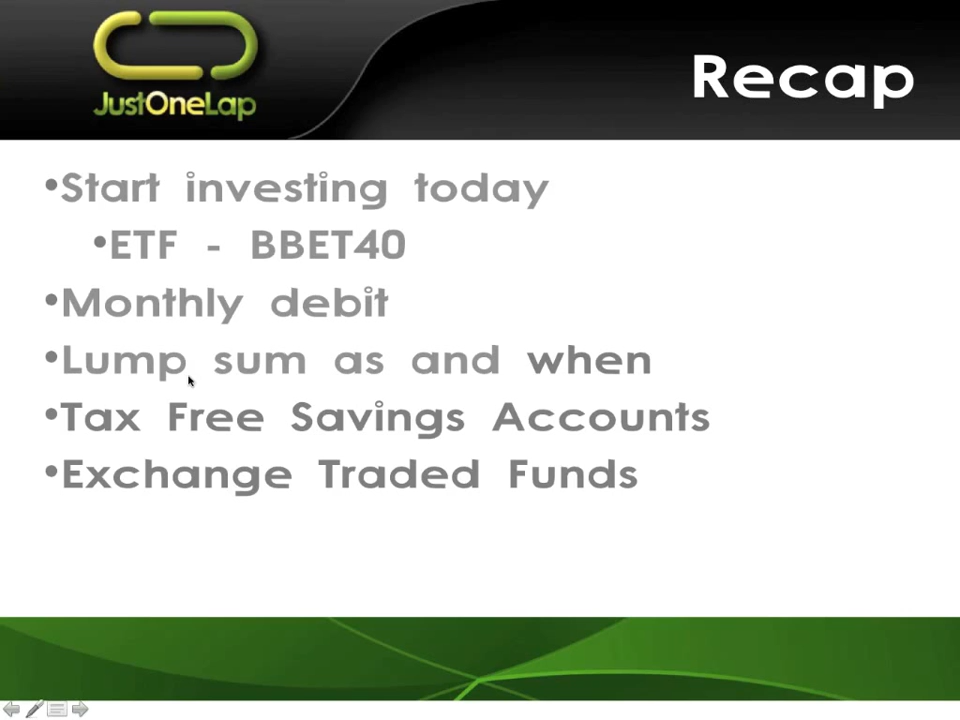 JustOneLap
Recap
•Start investing today
•ETF - BBET40
•Monthly debit
•Lump sum as and when
•Tax Free Savings Accounts
•Exchange Traded Funds